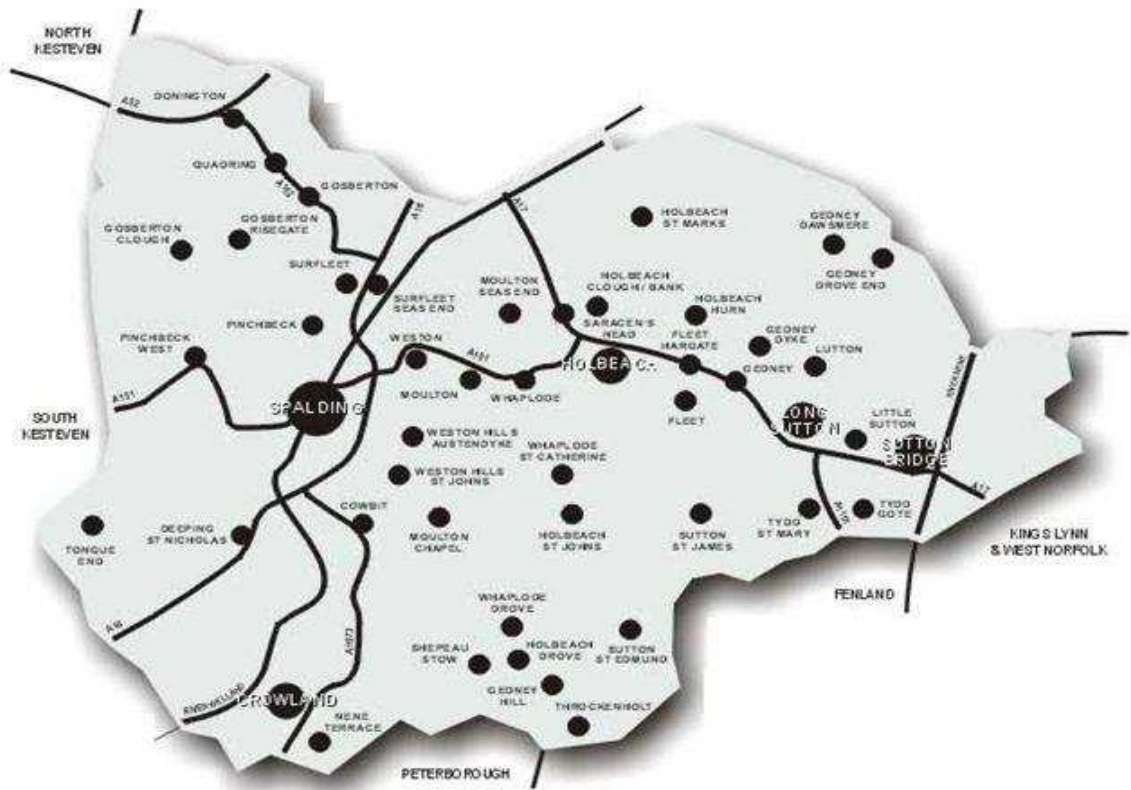 NORTH
KESTEVEN
A52
DONINGTON
QUADRING
A152
GOSBERTON
GOSBERTON
CLOUGH
GOSBERTON
RISEGATE
A16
A17
HOLBEACH
ST MARKS
GEDNEY
DAWSMERE
GEDNEY
DROVE END
SURFLEET
SURFLEET
SEAS END
MOULTON
SEAS END
HOLBEACH
CLOUGH / BANK
HOLBEACH
HURN
SARACEN'S
HEAD
PINCHBECK
PINCHBECK
WEST
WESTON
A151
FLEET
HARGATE
GEDNEY
DYKE
LUTTON
HOLBEACH
GEDNEY
MOULTON
WHAPLODE
FLEET
A151
SPALDING
SOUTH
KESTEVEN
LONG
SUTTON
LITTLE
SUTTON
SUTTON
BRIDGE
WESTON HILLS
AUSTENDYKE
WHAPLODE
ST CATHERINE
WESTON HILLS
ST JOHNS
A17
COWBIT
TONGUE
END
DEEPING
ST NICHOLAS
MOULTON
CHAPEL
HOLBEACH
ST JOHNS
SUTTON
ST JAMES
TYDD
ST MARY
TYDD
GOTE
KINGS LYNN
& WEST NORFOLK
FENLAND
A16
A1073
WHAPLODE
DROVE
SHEPEAU
STOW
HOLBEACH
DROVE
SUTTON
ST EDMUND
GEDNEY
HILL
THROCKENHOLT
RIVER WELLAND
CROWLAND
NENE
TERRACE
PETERBOROUGH